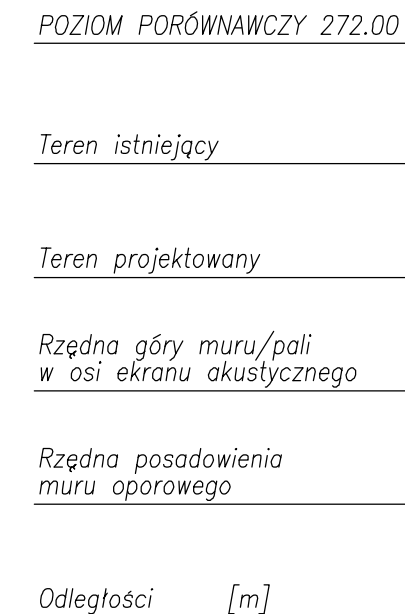 POZIOM PORÓWNAWCZY 272.00
Teren istniejący
Teren projektowany
Rzędna góry muru/pali
w osi ekranu akustycznego
Rzędna posadowienia
muru oporowego
Odległości [m]